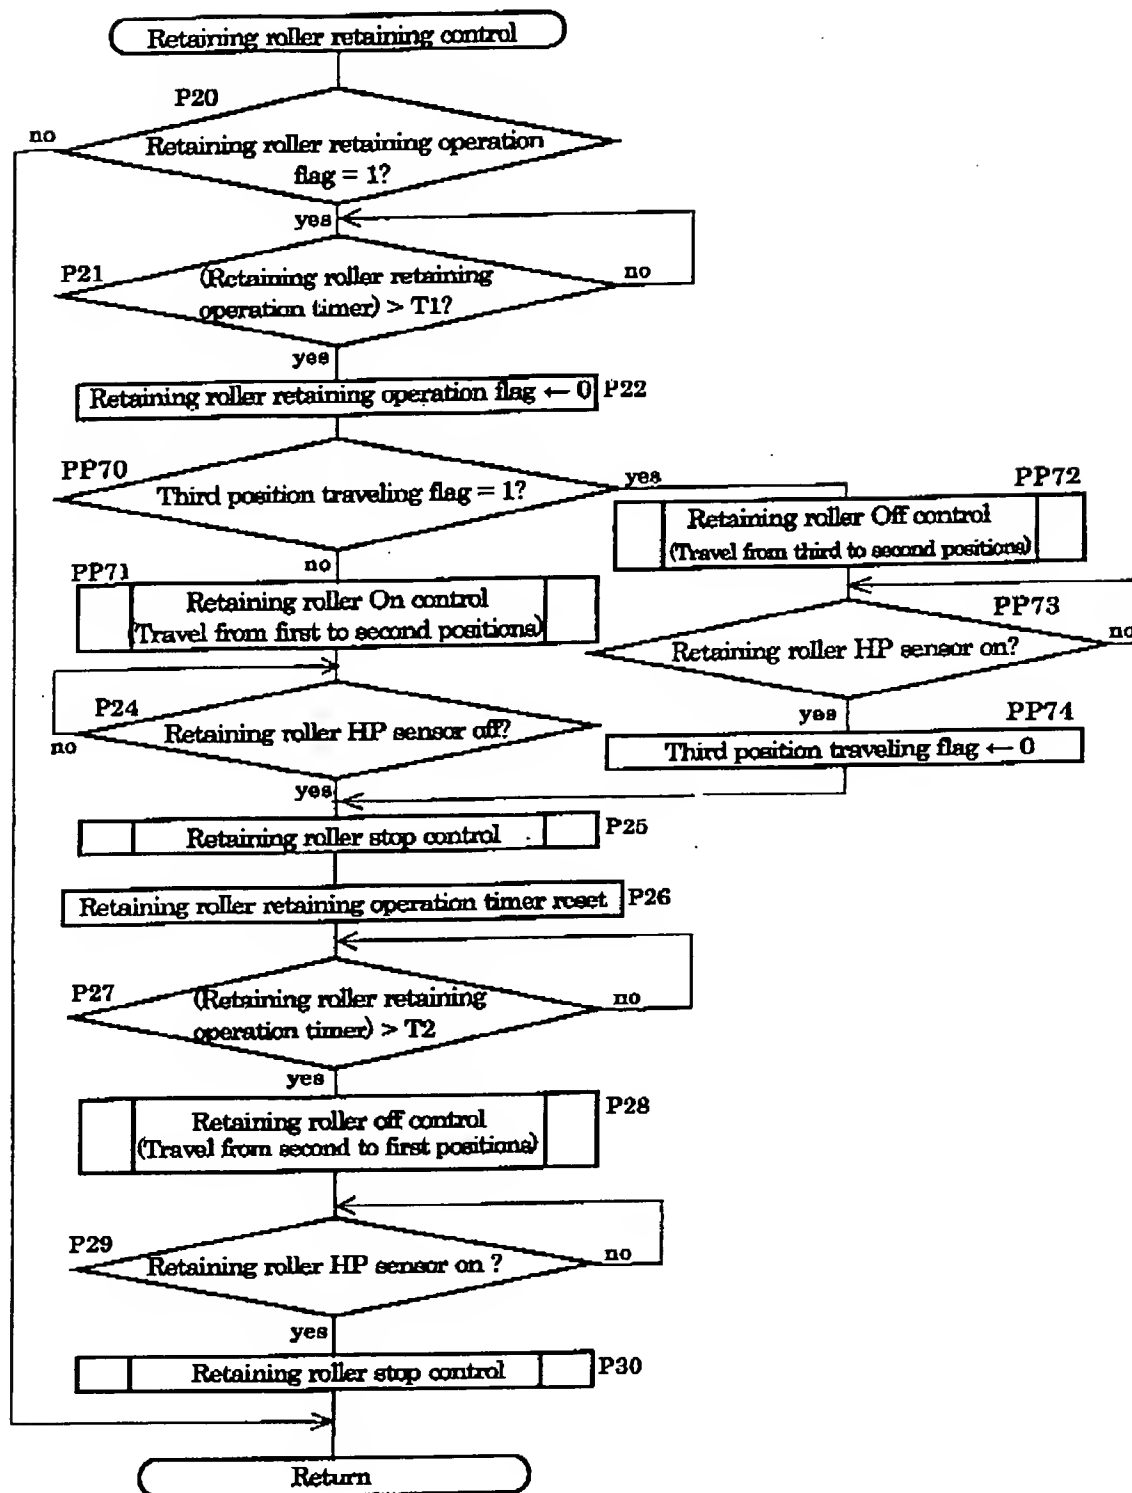 Retaining roller retaining control
P20
no
Retaining roller retaining operation
flag = 1?
yes
P21
(Retaining roller retaining
operation timer) > T1?
no
yes
Retaining roller retaining operation flag ← 0
P22
PP70
Third position traveling flag = 1?
yes
no
PP72
Retaining roller Off control
(Travel from third to second positions)
PP71
Retaining roller On control
(Travel from first to second positions)
PP73
Retaining roller HP sensor on?
no
yes
P24
Retaining roller HP sensor off?
no
yes
PP74
Third position traveling flag ← 0
Retaining roller stop control
P25
Retaining roller retaining operation timer reset
P26
P27
(Retaining roller retaining
operation timer) > T2
no
yes
Retaining roller off control
(Travel from second to first positions)
P28
P29
Retaining roller HP sensor on ?
no
yes
Retaining roller stop control
P30
Return